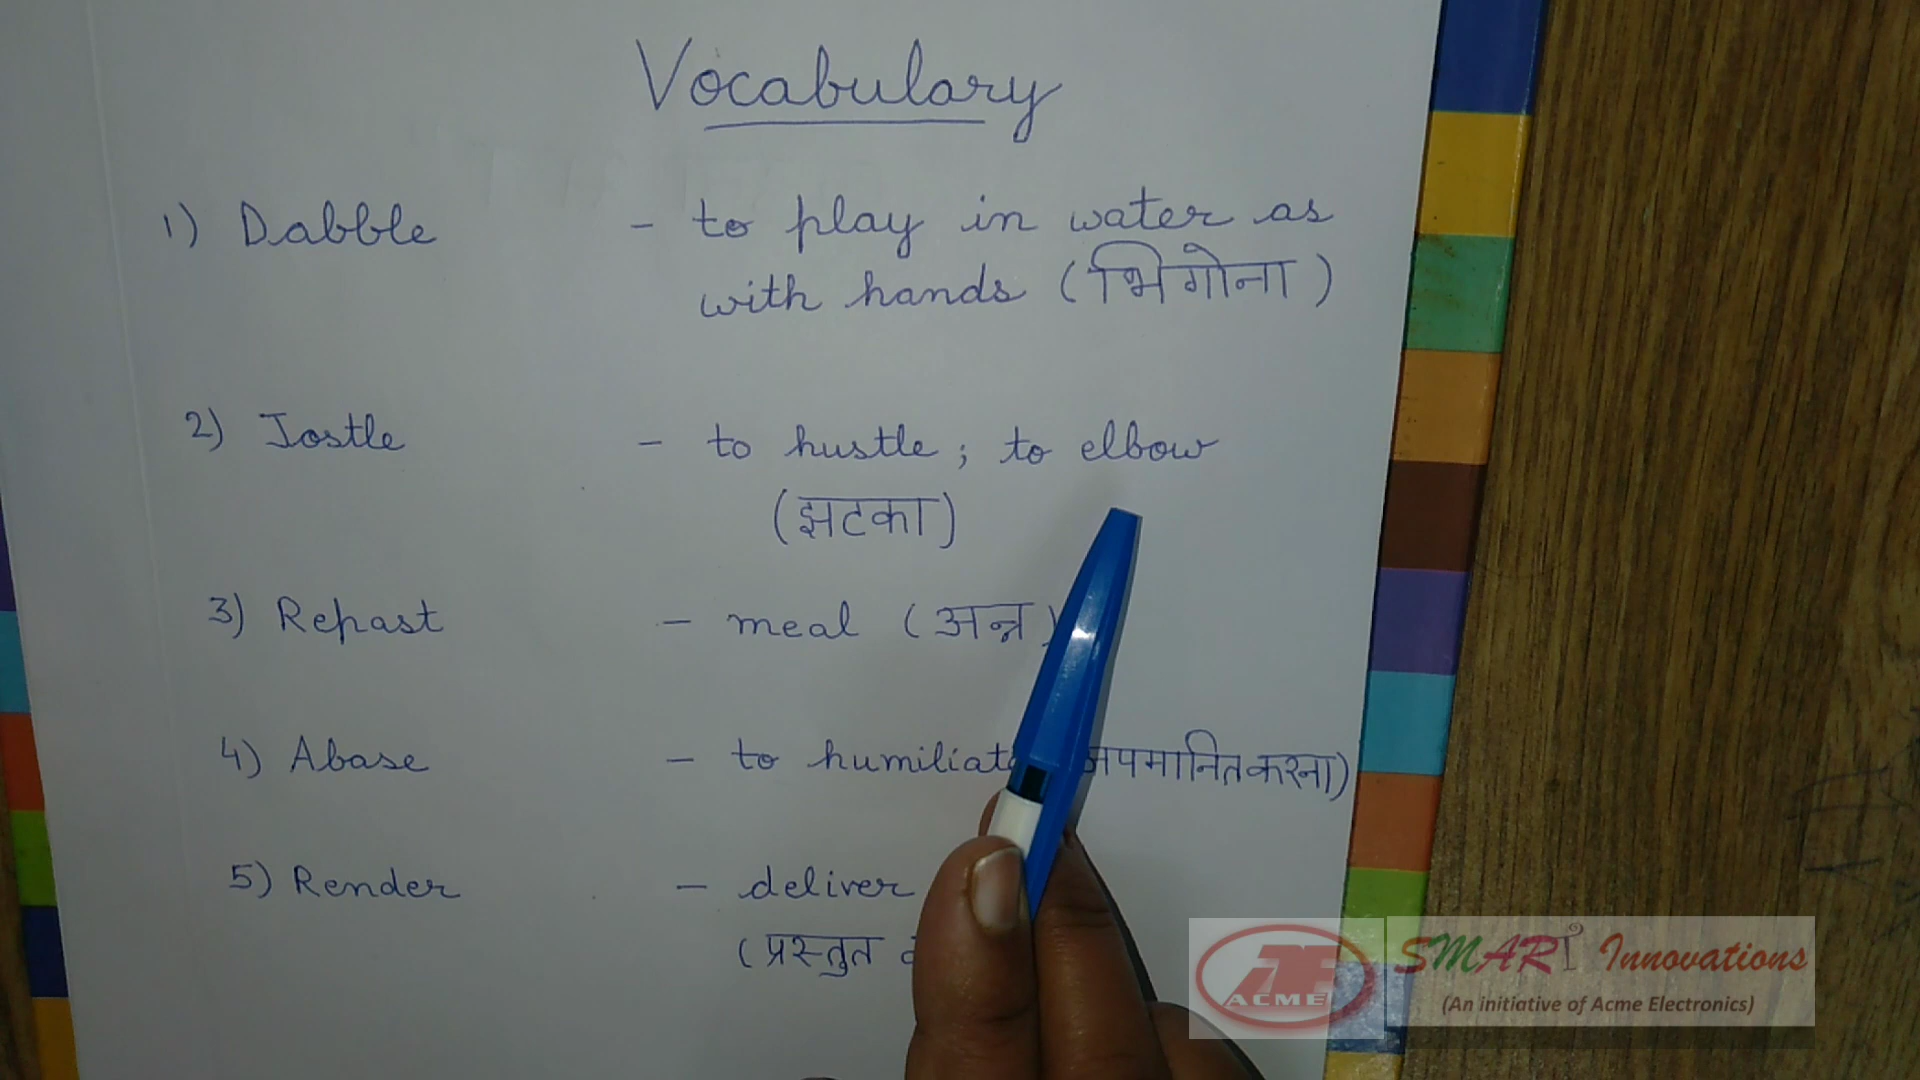 Vocabulary
1) Dabble - to play in water as
with hands (भिगोना)
2) Jostle - to hustle; to elbow
(झटका)
3) Repast - meal (अन्न)
4) Abase - to humiliate अपमानित करना)
5) Render - deliver
(प्रस्तुत
ACME
SMART Innovations
(An initiative of Acme Electronics)